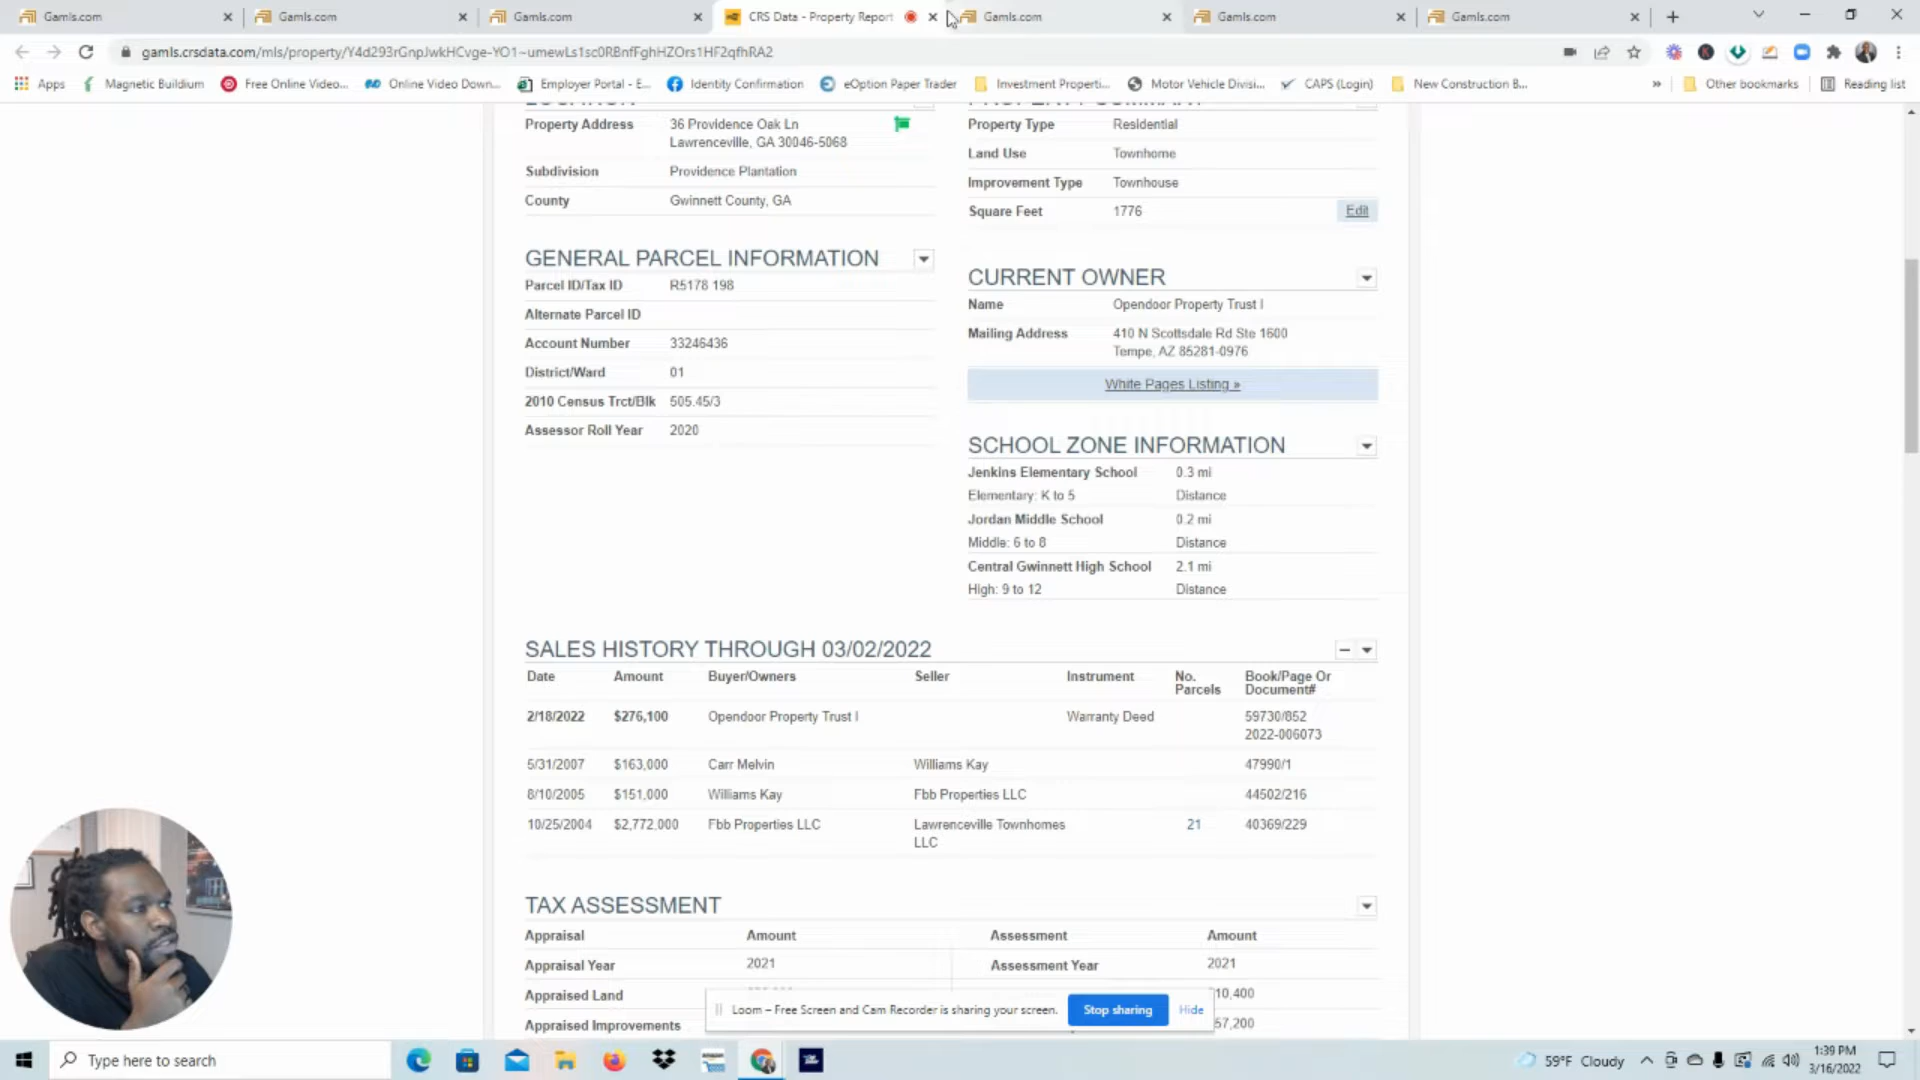 Gamls.com
Gamls.com
Gamls.com
CRS Data - Property Report
Gamls.com
Gamls.com
Gamls.com
gamls.crsdata.com/mls/property/Y4d293rGnpJwkHCvge-YO1~umewLs1sc0RBnfFghHZOrs1HF2qfhRA2
Apps
Magnetic Buildium
Free Online Video...
Online Video Down...
Employer Portal - E...
Identity Confirmation
eOption Paper Trader
Investment Properti...
Motor Vehicle Divisi...
CAPS (Login)
New Construction B...
»
Other bookmarks
Reading list
LOCATION
Property Address 36 Providence Oak Ln
Lawrenceville, GA 30046-5068
Subdivision Providence Plantation
County Gwinnett County, GA
GENERAL PARCEL INFORMATION
Parcel ID/Tax ID R5178 198
Alternate Parcel ID
Account Number 33246436
District/Ward 01
2010 Census Trct/Blk 505.45/3
Assessor Roll Year 2020
PROPERTY SUMMARY
Property Type Residential
Land Use Townhome
Improvement Type Townhouse
Square Feet 1776 Edit
CURRENT OWNER
Name Opendoor Property Trust I
Mailing Address 410 N Scottsdale Rd Ste 1600
Tempe, AZ 85281-0976
White Pages Listing »
SCHOOL ZONE INFORMATION
Jenkins Elementary School 0.3 mi
Elementary: K to 5 Distance
Jordan Middle School 0.2 mi
Middle: 6 to 8 Distance
Central Gwinnett High School 2.1 mi
High: 9 to 12 Distance
SALES HISTORY THROUGH 03/02/2022
Date Amount Buyer/Owners Seller Instrument No. Parcels Book/Page Or Document#
2/18/2022 $276,100 Opendoor Property Trust I Warranty Deed 59730/852
2022-006073
5/31/2007 $163,000 Carr Melvin Williams Kay 47990/1
8/10/2005 $151,000 Williams Kay Fbb Properties LLC 44502/216
10/25/2004 $2,772,000 Fbb Properties LLC Lawrenceville Townhomes LLC 21 40369/229
TAX ASSESSMENT
Appraisal Amount Assessment Amount
Appraisal Year 2021 Assessment Year 2021
Appraised Land 10,400
Appraised Improvements 57,200
Loom – Free Screen and Cam Recorder is sharing your screen. Stop sharing Hide
Type here to search
59°F Cloudy
1:39 PM
3/16/2022